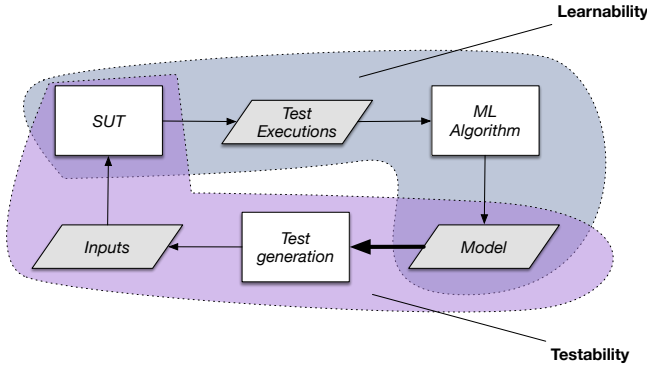 Learnability
SUT
Test
Executions
ML
Algorithm
Inputs
Test
generation
Model
Testability